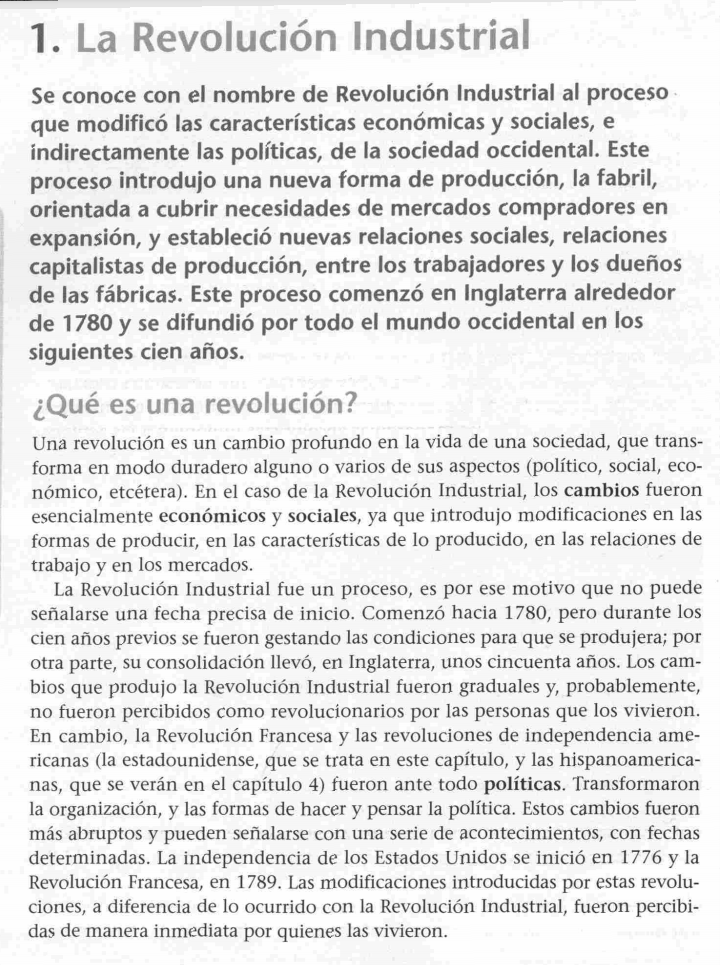 1. La Revolución Industrial
Se conoce con el nombre de Revolución Industrial al proceso
que modificó las características económicas y sociales, e
indirectamente las políticas, de la sociedad occidental. Este
proceso introdujo una nueva forma de producción, la fabril,
orientada a cubrir necesidades de mercados compradores en
expansión, y estableció nuevas relaciones sociales, relaciones
capitalistas de producción, entre los trabajadores y los dueños
de las fábricas. Este proceso comenzó en Inglaterra alrededor
de 1780 y se difundió por todo el mundo occidental en los
siguientes cien años.
¿Qué es una revolución?
Una revolución es un cambio profundo en la vida de una sociedad, que trans-
forma en modo duradero alguno o varios de sus aspectos (político, social, eco-
nómico, etcétera). En el caso de la Revolución Industrial, los cambios fueron
esencialmente económicos y sociales, ya que introdujo modificaciones en las
formas de producir, en las características de lo producido, en las relaciones de
trabajo y en los mercados.
La Revolución Industrial fue un proceso, es por ese motivo que no puede
señalarse una fecha precisa de inicio. Comenzó hacia 1780, pero durante los
cien años previos se fueron gestando las condiciones para que se produjera; por
otra parte, su consolidación llevó, en Inglaterra, unos cincuenta años. Los cam-
bios que produjo la Revolución Industrial fueron graduales y, probablemente,
no fueron percibidos como revolucionarios por las personas que los vivieron.
En cambio, la Revolución Francesa y las revoluciones de independencia ame-
ricanas (la estadounidense, que se trata en este capítulo, y las hispanoamerica-
nas, que se verán en el capítulo 4) fueron ante todo políticas. Transformaron
la organización, y las formas de hacer y pensar la política. Estos cambios fueron
más abruptos y pueden señalarse con una serie de acontecimientos, con fechas
determinadas. La independencia de los Estados Unidos se inició en 1776 y la
Revolución Francesa, en 1789. Las modificaciones introducidas por estas revolu-
ciones, a diferencia de lo ocurrido con la Revolución Industrial, fueron percibi-
das de manera inmediata por quienes las vivieron.